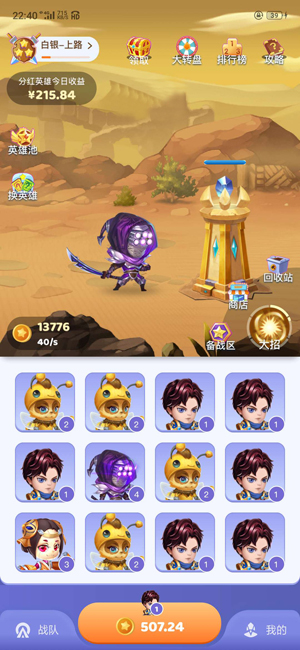 22:40
39
白银-上路
领取
大转盘
排行榜
攻略
分红英雄今日收益
¥215.84
英雄池
换英雄
回收站
商店
13776
40/s
备战区
大招
2
2
1
1
2
4
2
1
3
2
1
1
1
战队
507.24
我的